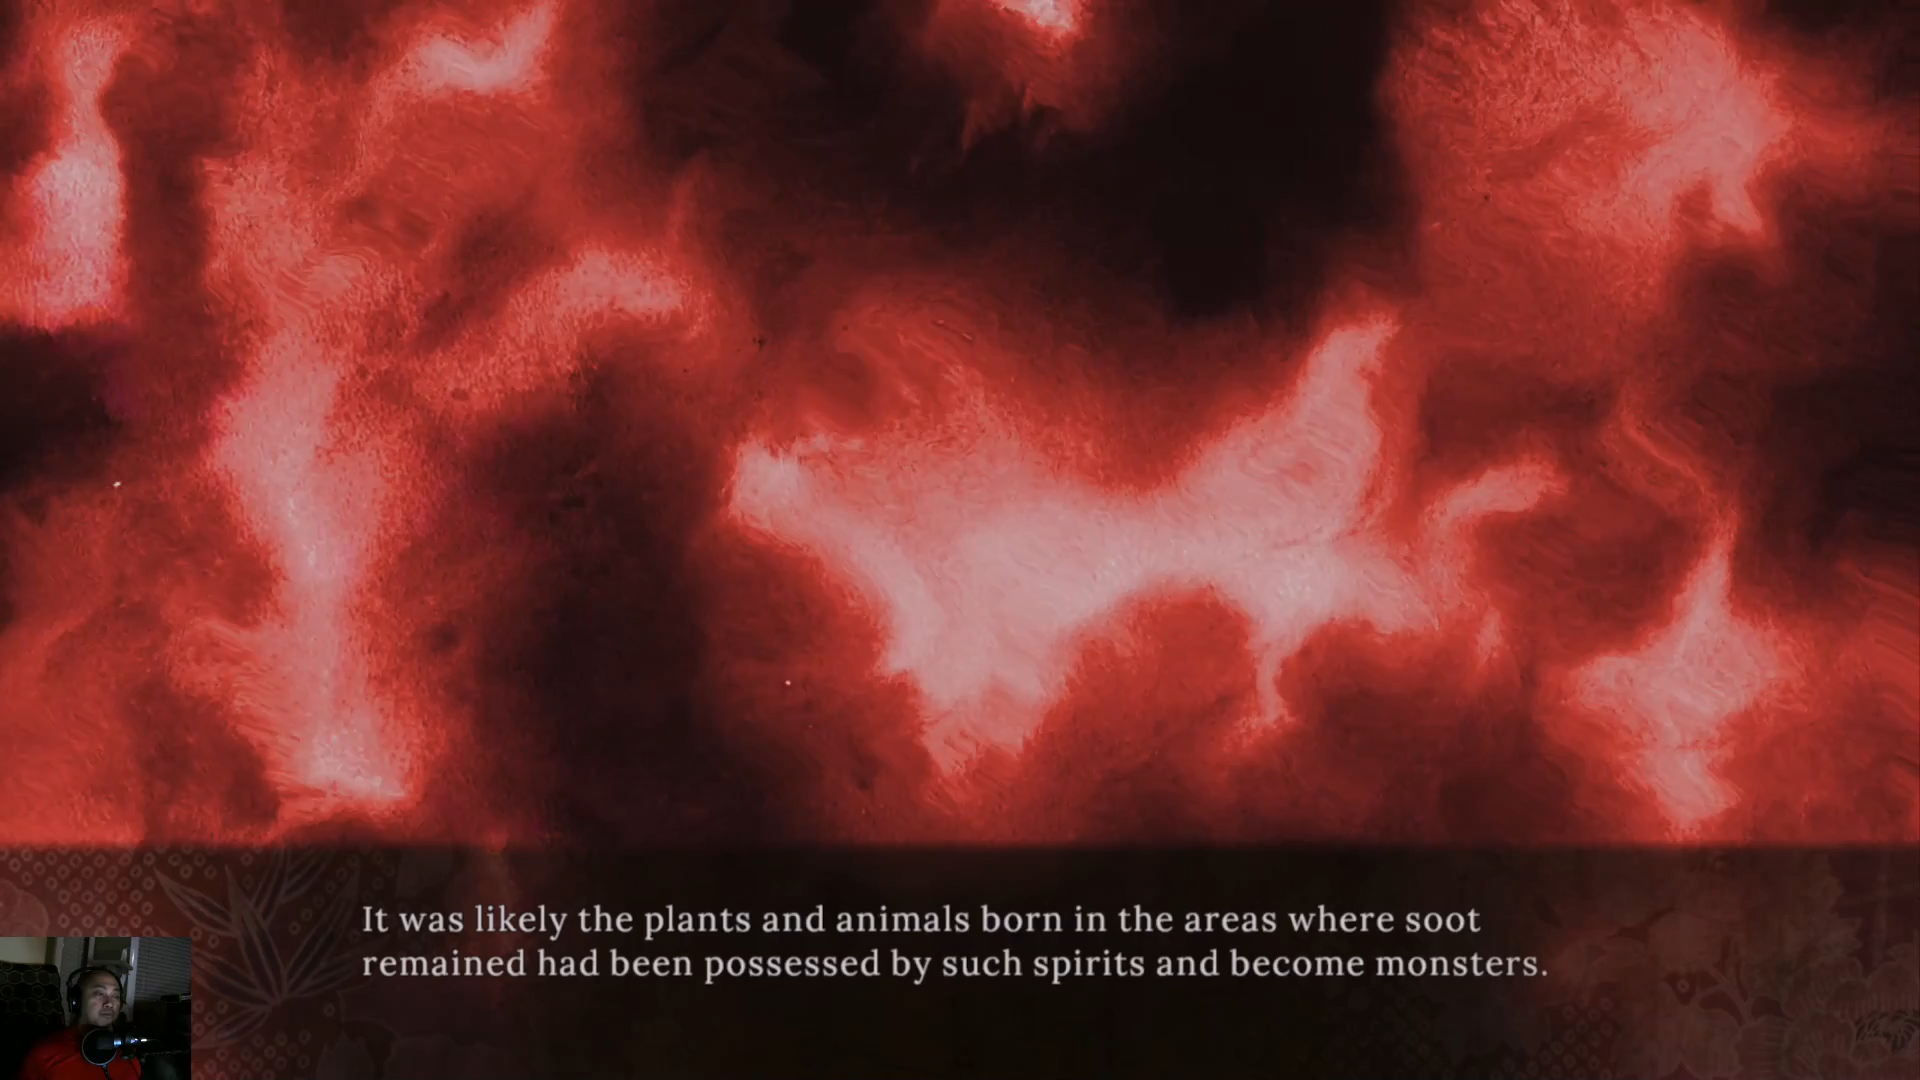 It was likely the plants and animals born in the areas where soot
remained had been possessed by such spirits and become monsters.